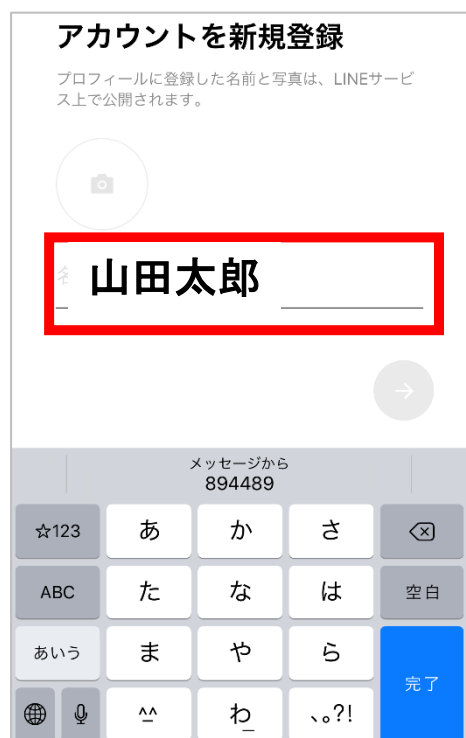 アカウントを新規登録
プロフィールに登録した名前と写真は、LINEサービ
ス上で公開されます。
山田太郎
メッセージから
894489
☆123 あ か さ
ABC た な は 空白
あいう ま や ら 完了
^^ わ_ 、。?!